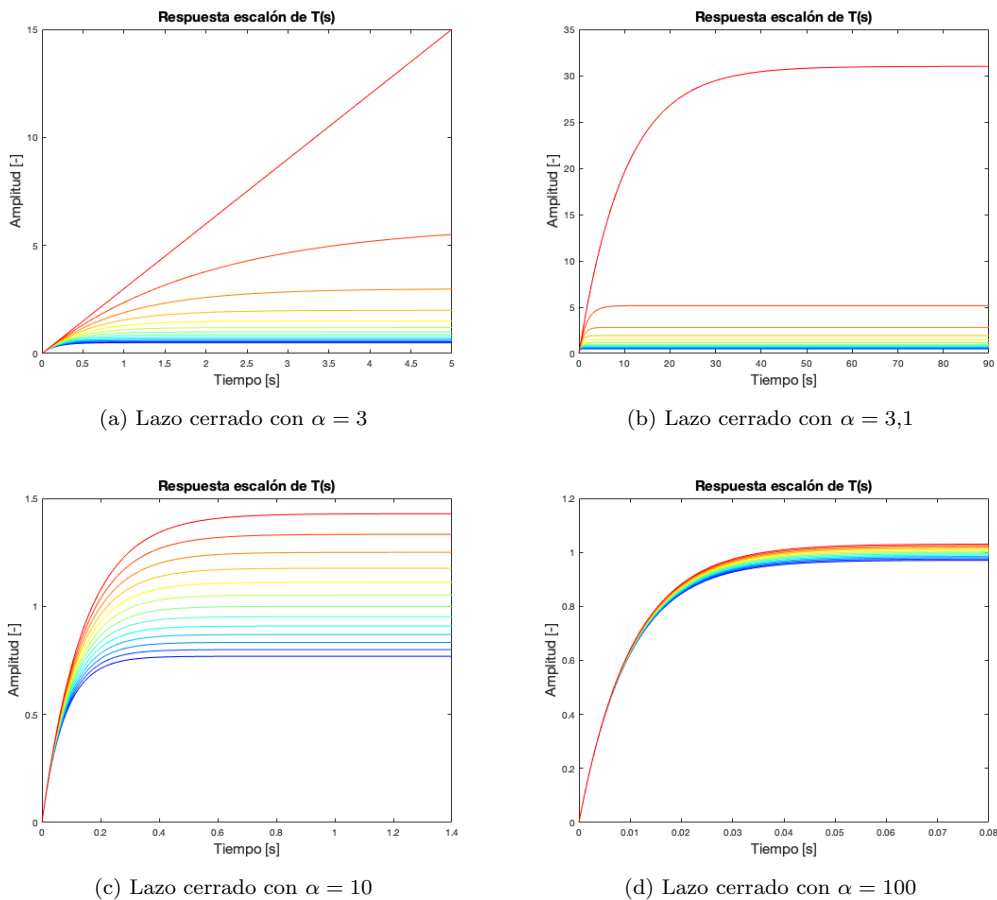 Respuesta escalón de T(s)
15
10
5
0
Amplitud [-]
0 0.5 1 1.5 2 2.5 3 3.5 4 4.5 5
Tiempo [s]
(a) Lazo cerrado con α = 3
Respuesta escalón de T(s)
35
30
25
20
15
10
5
0
Amplitud [-]
0 10 20 30 40 50 60 70 80 90
Tiempo [s]
(b) Lazo cerrado con α = 3,1
Respuesta escalón de T(s)
1.5
1
0.5
0
Amplitud [-]
0 0.2 0.4 0.6 0.8 1 1.2 1.4
Tiempo [s]
(c) Lazo cerrado con α = 10
Respuesta escalón de T(s)
1.2
1.0
0.8
0.6
0.4
0.2
0
Amplitud [-]
0 0.01 0.02 0.03 0.04 0.05 0.06 0.07 0.08
Tiempo [s]
(d) Lazo cerrado con α = 100